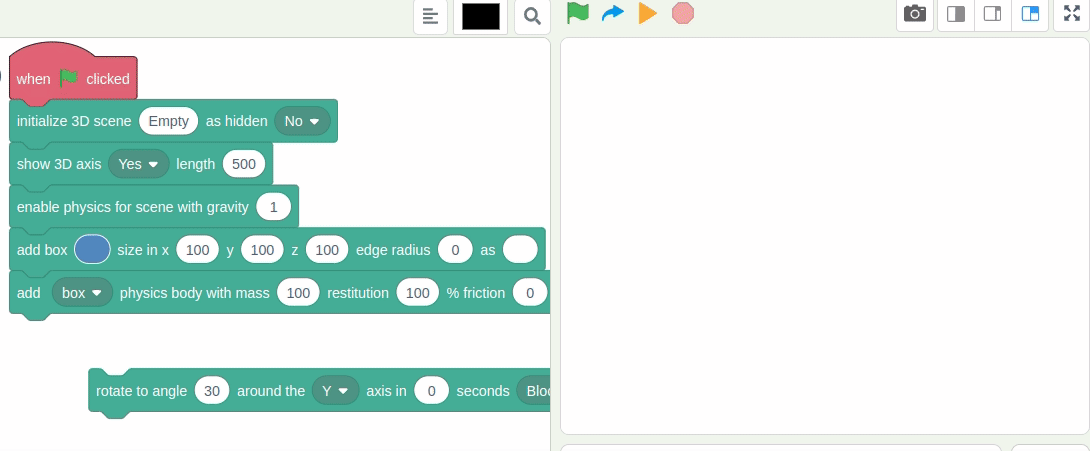 when clicked
initialize 3D scene Empty as hidden No
show 3D axis Yes length 500
enable physics for scene with gravity 1
add box size in x 100 y 100 z 100 edge radius 0 as
add box physics body with mass 100 restitution 100 % friction 0
rotate to angle 30 around the Y axis in 0 seconds